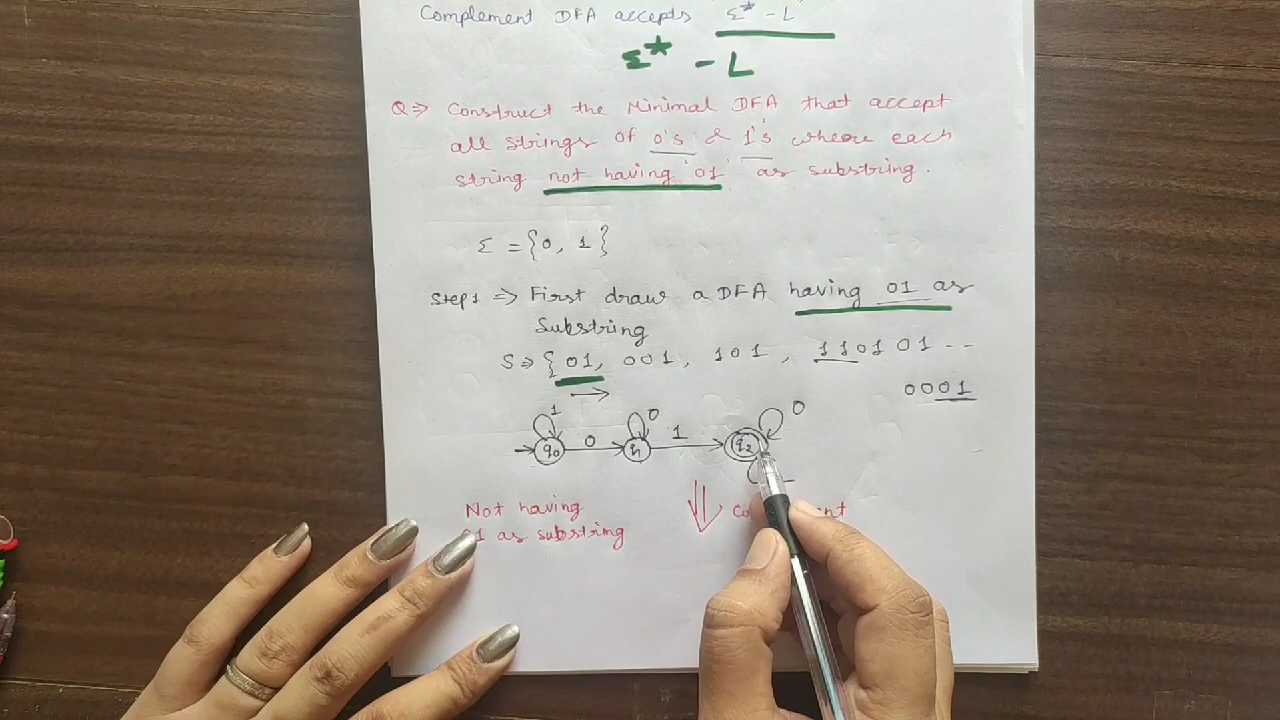 Complement DFA accepts "Σ* - L"
Σ* - L
Q ⇒ Construct the Minimal DFA that accept
all strings of 0's & 1's where each
string not having '01' as substring.
Σ = {0, 1}
Step1 ⇒ First draw a DFA having 01 as
Substring
S ⇒ { 01, 001, 101, 110101 --
0001
1 0 0
0 1
q0 q1 q2
Not having
01 as substring